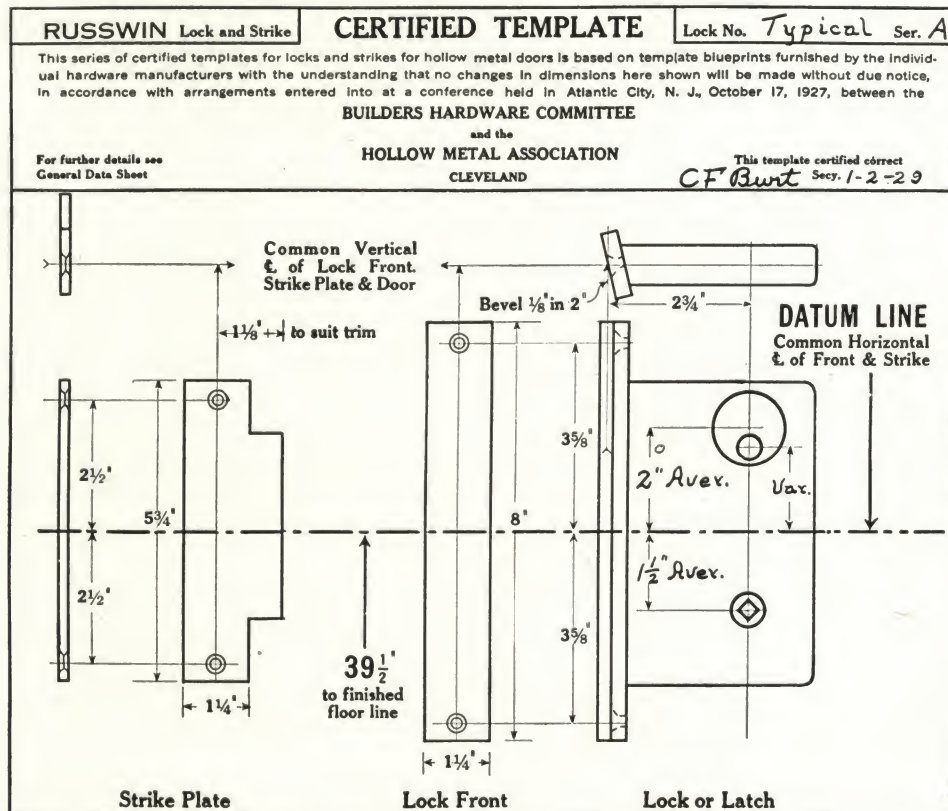 RUSSWIN Lock and Strike
CERTIFIED TEMPLATE
Lock No. Typical Ser. A
This series of certified templates for locks and strikes for hollow metal doors is based on template blueprints furnished by the individ-
ual hardware manufacturers with the understanding that no changes in dimensions here shown will be made without due notice,
in accordance with arrangements entered into at a conference held in Atlantic City, N. J., October 17, 1927, between the
BUILDERS HARDWARE COMMITTEE
and the
HOLLOW METAL ASSOCIATION
CLEVELAND
For further details see
General Data Sheet
This template certified correct
CF Burt Secy. 1-2-29
Common Vertical
℄ of Lock Front.
Strike Plate & Door
Bevel ⅛" in 2"
2¾"
1⅛" + to suit trim
DATUM LINE
Common Horizontal
℄ of Front & Strike
2½"
5¾"
2½"
1¼"
39½"
to finished
floor line
8"
1¼"
3⅝"
3⅝"
2" Aver.
Var.
1½" Aver.
Strike Plate
Lock Front
Lock or Latch